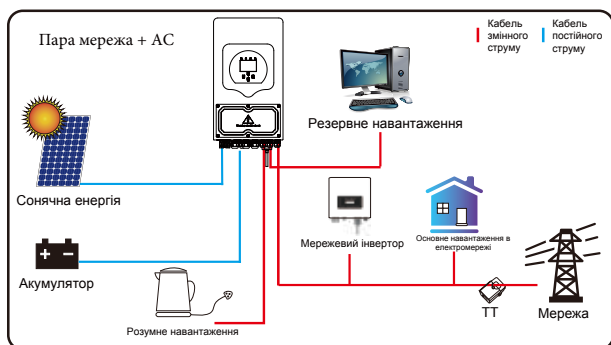 Пара мережа + AC
Кабель
змінного
струму
Кабель
постійного
струму
Резервне навантаження
Сонячна енергія
Мережевий інвертор
Основне навантаження в
електромережі
Акумулятор
ТТ
Мережа
Розумне навантаження